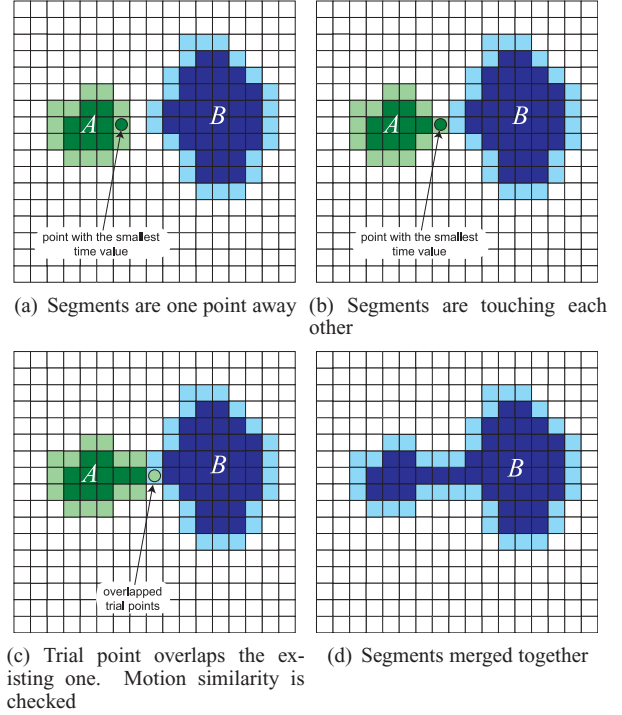 A
B
point with the smallest
time value
A
B
point with the smallest
time value
(a) Segments are one point away
(b) Segments are touching each
other
A
B
overlapped
trial points
B
(c) Trial point overlaps the ex-
isting one. Motion similarity is
checked
(d) Segments merged together